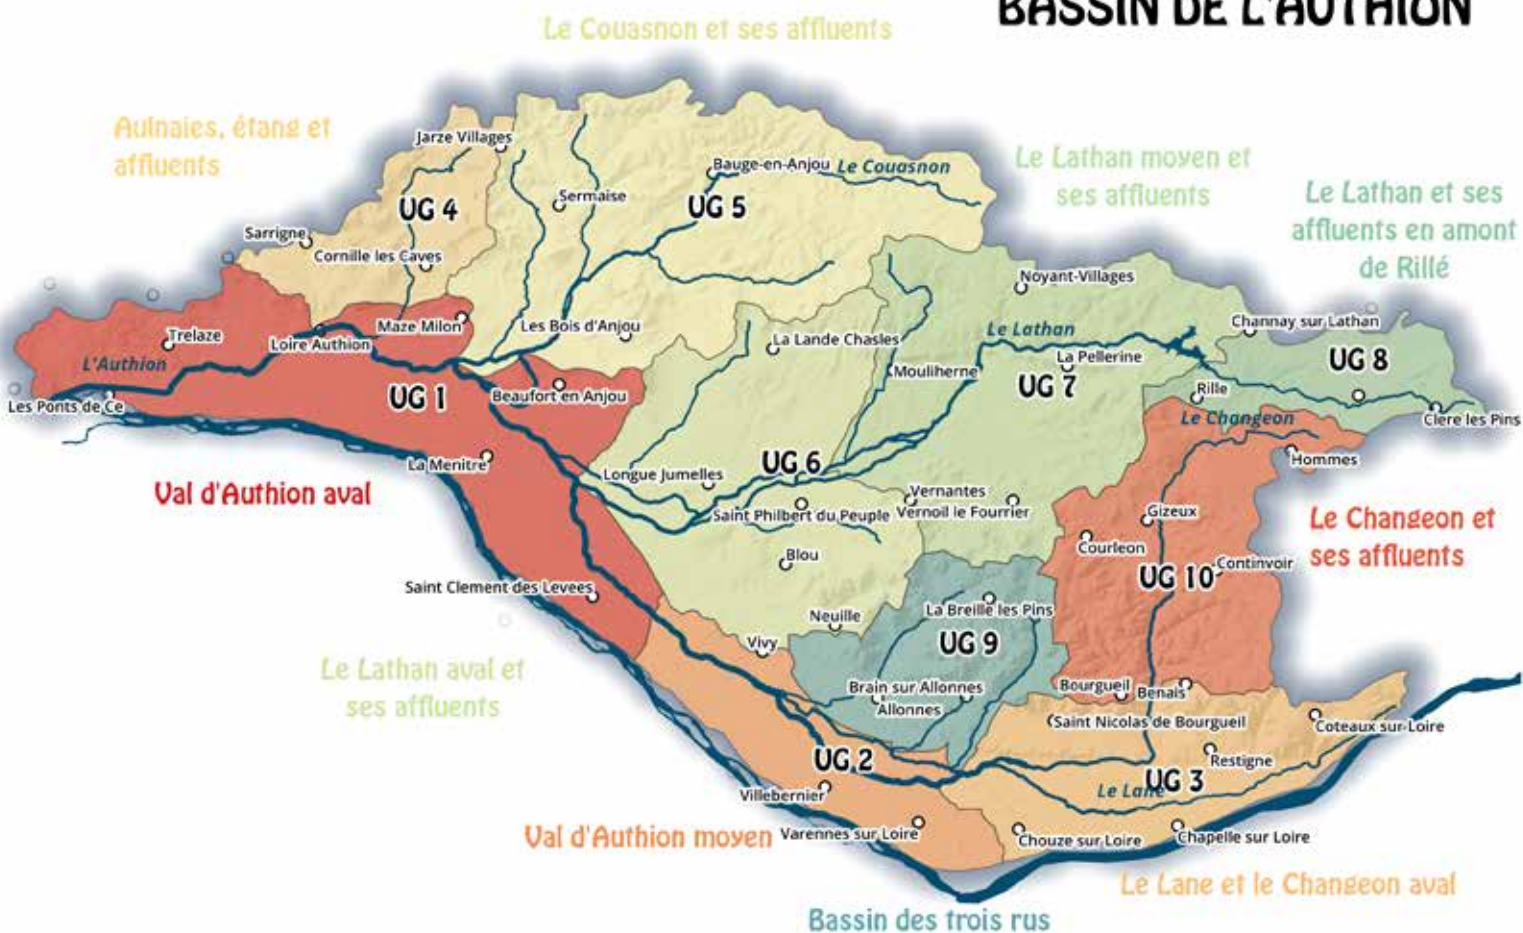 BASSIN DE L'AUTHION
Le Couasnon et ses affluents
Aulnaies, étang et
affluents
Jarze Villages
Bauge-en-Anjou
Le Couasnon
Le Lathan moyen et
ses affluents
Le Lathan et ses
affluents en amont
de Rillé
UG 4
Sermaise
UG 5
Sarrigne
Cornille les Caves
Noyant-Villages
Trelaze
Loire Authion
Maze Milon
Les Bois d'Anjou
La Lande Chasles
Le Lathan
Channay sur Lathan
L'Authion
Mouliherne
La Pellerine
UG 8
UG 7
Rille
Les Ponts de Ce
UG 1
Beaufort en Anjou
Le Changeon
Clere les Pins
La Menitre
Longue Jumelles
UG 6
Hommes
Val d'Authion aval
Vernantes
Saint Philbert du Peuple
Vernoil le Fourrier
Gizeux
Le Changeon et
ses affluents
Courleon
Blou
Continvoir
UG 10
Saint Clement des Levees
La Breille les Pins
Neuille
Vivy
UG 9
Le Lathan aval et
ses affluents
Brain sur Allonnes
Bourgueil
Benais
Allonnes
Saint Nicolas de Bourgueil
Coteaux sur Loire
UG 2
Restigne
UG 3
Le Lane
Villebernier
Val d'Authion moyen
Varennes sur Loire
Chouze sur Loire
Chapelle sur Loire
Le Lane et le Changeon aval
Bassin des trois rus